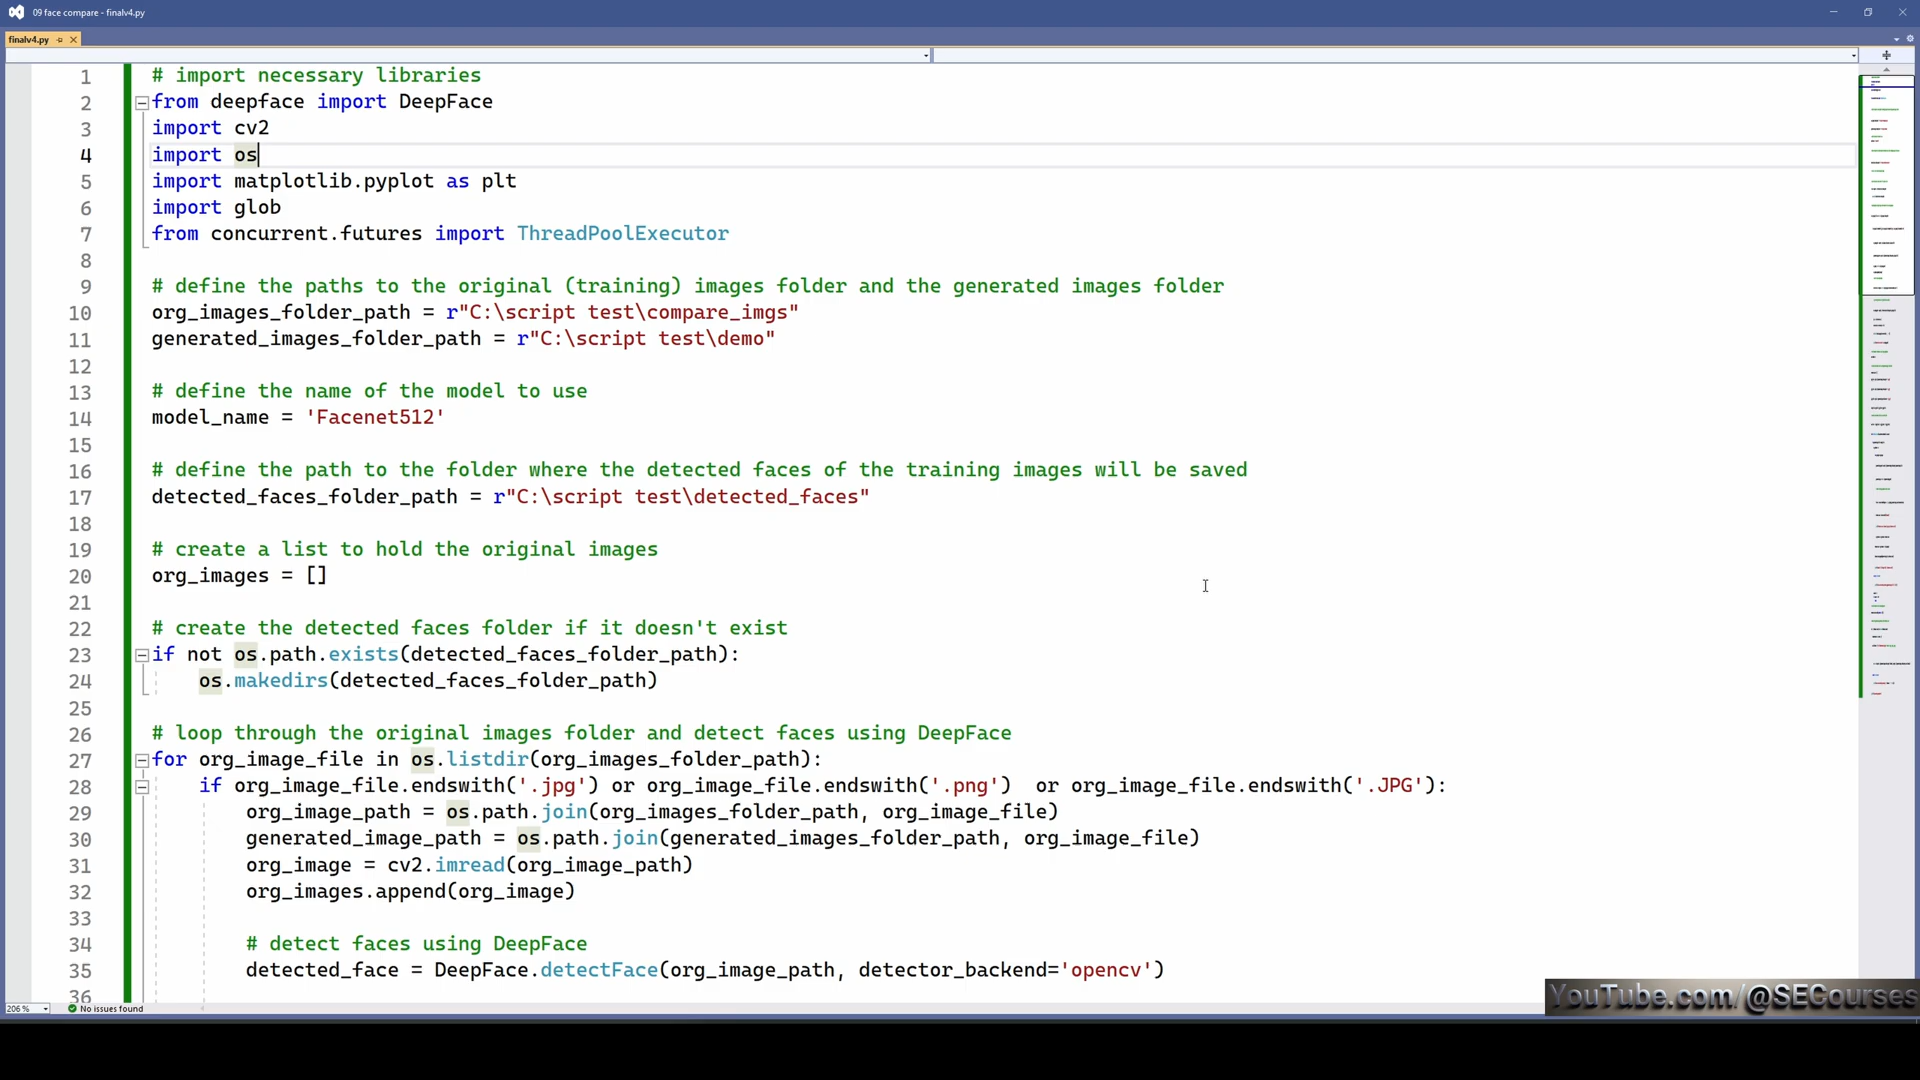 09 face compare - finalv4.py
finalv4.py
1 # import necessary libraries
2 from deepface import DeepFace
3 import cv2
4 import os
5 import matplotlib.pyplot as plt
6 import glob
7 from concurrent.futures import ThreadPoolExecutor
8
9 # define the paths to the original (training) images folder and the generated images folder
10 org_images_folder_path = r"C:\script test\compare_imgs"
11 generated_images_folder_path = r"C:\script test\demo"
12
13 # define the name of the model to use
14 model_name = 'Facenet512'
15
16 # define the path to the folder where the detected faces of the training images will be saved
17 detected_faces_folder_path = r"C:\script test\detected_faces"
18
19 # create a list to hold the original images
20 org_images = []
21
22 # create the detected faces folder if it doesn't exist
23 if not os.path.exists(detected_faces_folder_path):
24 os.makedirs(detected_faces_folder_path)
25
26 # loop through the original images folder and detect faces using DeepFace
27 for org_image_file in os.listdir(org_images_folder_path):
28 if org_image_file.endswith('.jpg') or org_image_file.endswith('.png')  or org_image_file.endswith('.JPG'):
29 org_image_path = os.path.join(org_images_folder_path, org_image_file)
30 generated_image_path = os.path.join(generated_images_folder_path, org_image_file)
31 org_image = cv2.imread(org_image_path)
32 org_images.append(org_image)
33
34 # detect faces using DeepFace
35 detected_face = DeepFace.detectFace(org_image_path, detector_backend='opencv')
36
206 % No issues found
YouTube.com/@SECourses